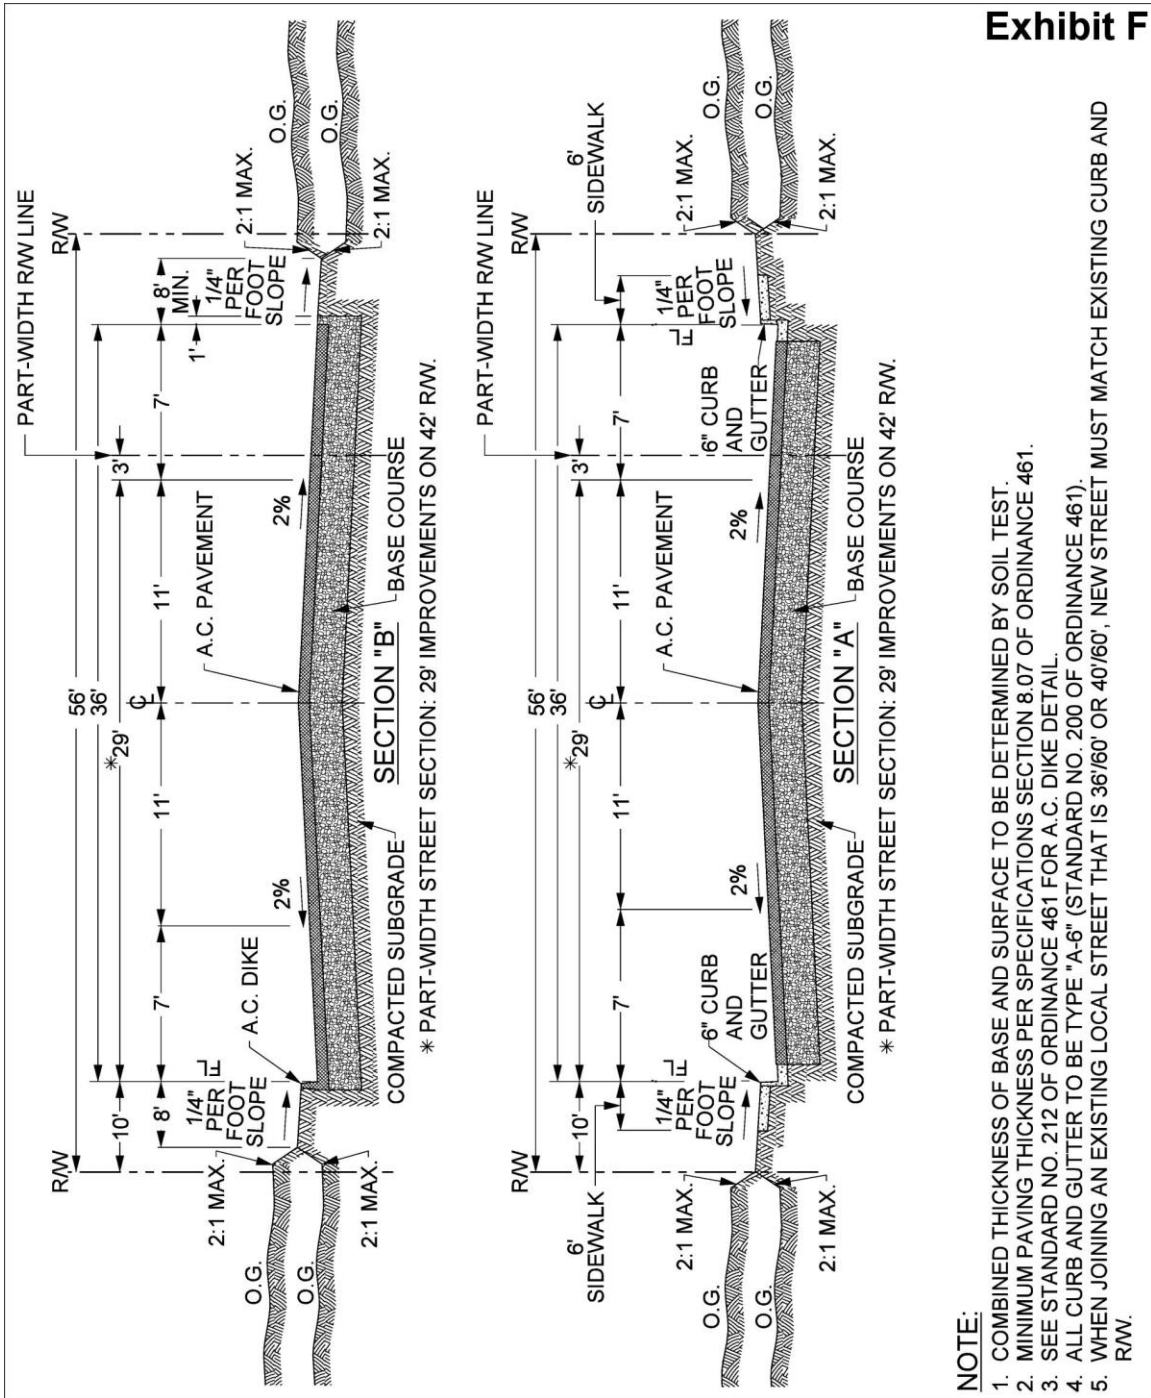 Exhibit F
PART-WIDTH R/W LINE
R/W
R/W
56'
36'
*29'
10'
8'
7'
11'
C
L
11'
3'
7'
1'
8'
MIN.
1/4"
PER
FOOT
SLOPE
FL
1/4"
PER
FOOT
SLOPE
2:1 MAX.
2:1 MAX.
2:1 MAX.
2:1 MAX.
O.G.
O.G.
O.G.
O.G.
A.C. DIKE
2%
A.C. PAVEMENT
2%
COMPACTED SUBGRADE
SECTION "B"
BASE COURSE
* PART-WIDTH STREET SECTION: 29' IMPROVEMENTS ON 42' R/W.
PART-WIDTH R/W LINE
R/W
R/W
6'
SIDEWALK
6'
SIDEWALK
56'
36'
*29'
10'
7'
11'
C
L
11'
3'
7'
1/4"
PER
FOOT
SLOPE
FL
FL
1/4"
PER
FOOT
SLOPE
6" CURB
AND
GUTTER
6" CURB
AND
GUTTER
2:1 MAX.
2:1 MAX.
2:1 MAX.
2:1 MAX.
O.G.
O.G.
O.G.
O.G.
2%
A.C. PAVEMENT
2%
COMPACTED SUBGRADE
SECTION "A"
BASE COURSE
* PART-WIDTH STREET SECTION: 29' IMPROVEMENTS ON 42' R/W.
NOTE:
1. COMBINED THICKNESS OF BASE AND SURFACE TO BE DETERMINED BY SOIL TEST.
2. MINIMUM PAVING THICKNESS PER SPECIFICATIONS SECTION 8.07 OF ORDINANCE 461.
3. SEE STANDARD NO. 212 OF ORDINANCE 461 FOR A.C. DIKE DETAIL.
4. ALL CURB AND GUTTER TO BE TYPE "A-6" (STANDARD NO. 200 OF ORDINANCE 461).
5. WHEN JOINING AN EXISTING LOCAL STREET THAT IS 36'/60' OR 40'/60', NEW STREET MUST MATCH EXISTING CURB AND
R/W.